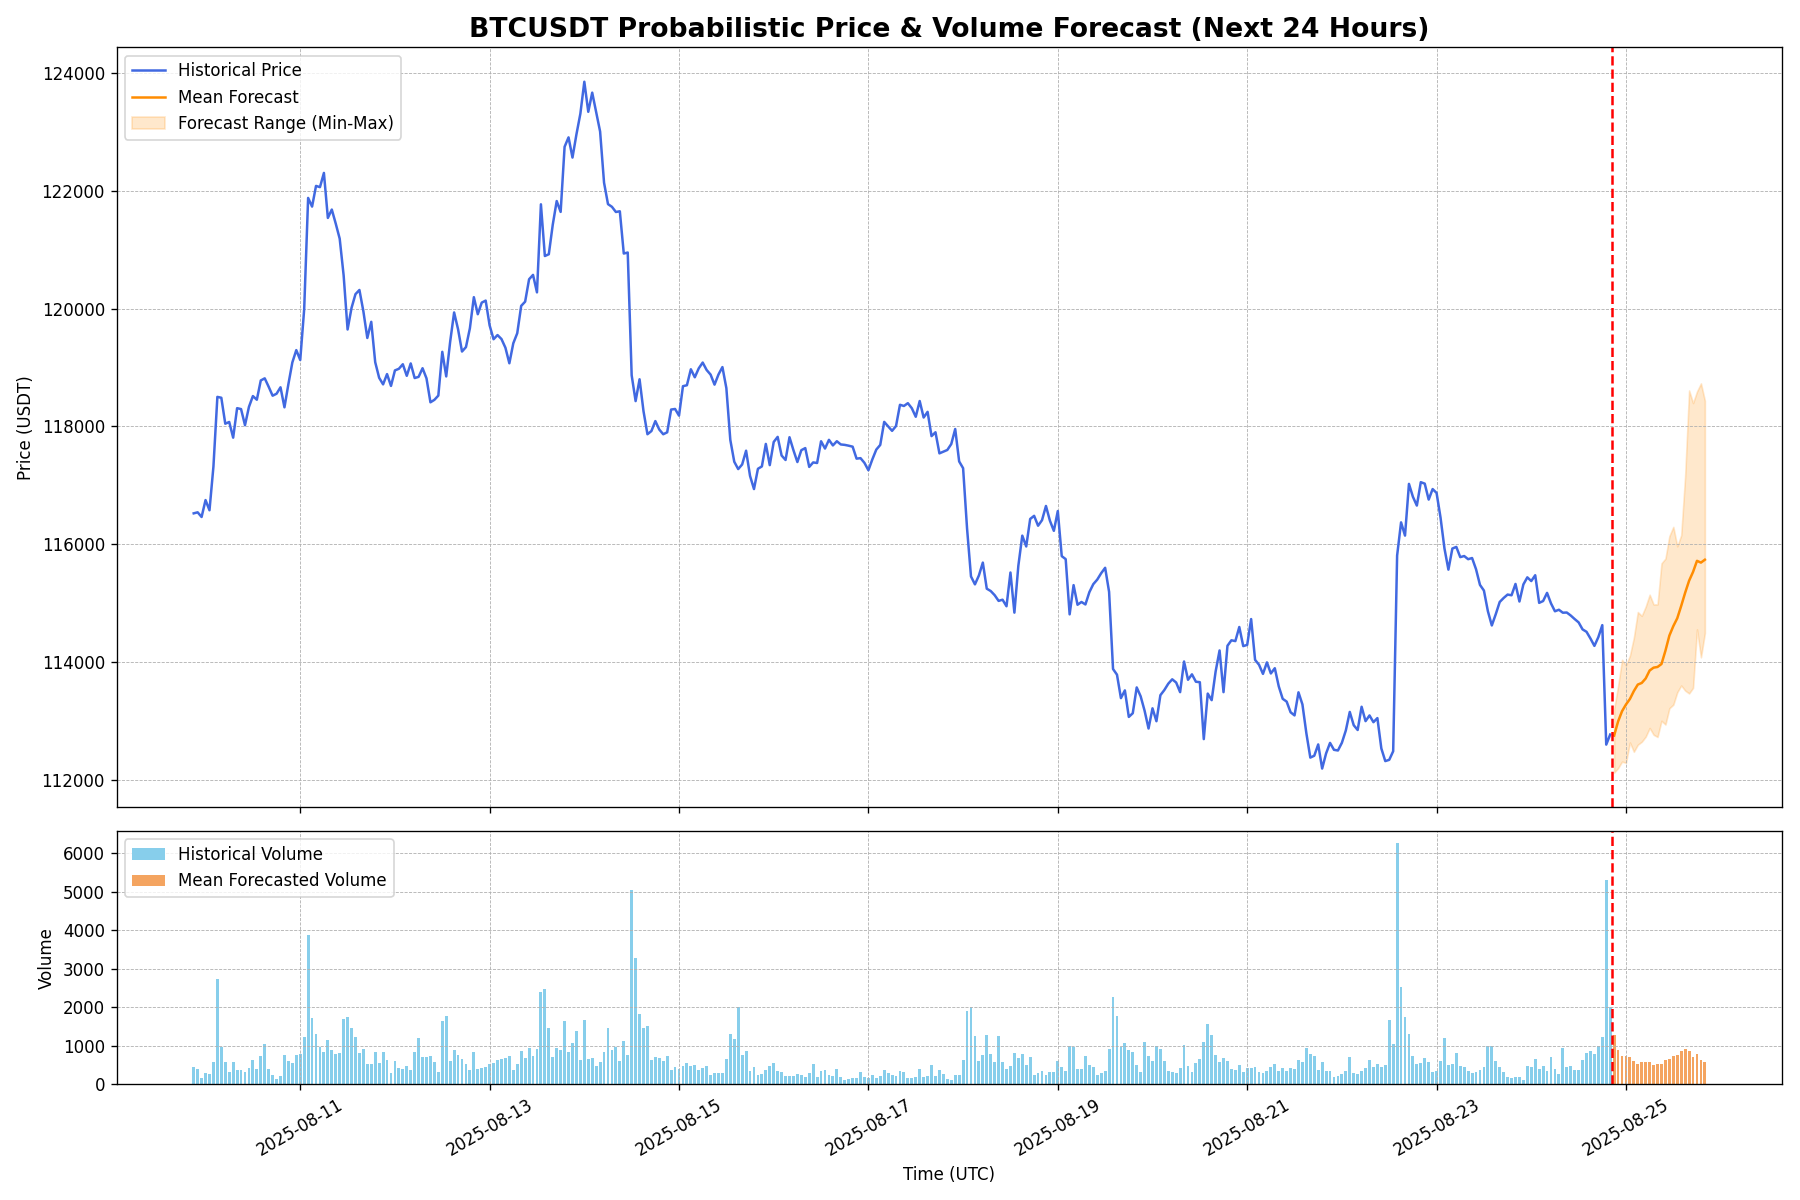 BTCUSDT Probabilistic Price & Volume Forecast (Next 24 Hours)
Historical Price
Mean Forecast
Forecast Range (Min-Max)
124000
122000
120000
118000
116000
114000
112000
Price (USDT)
Historical Volume
Mean Forecasted Volume
6000
5000
4000
3000
2000
1000
0
Volume
2025-08-11
2025-08-13
2025-08-15
2025-08-17
2025-08-19
2025-08-21
2025-08-23
2025-08-25
Time (UTC)